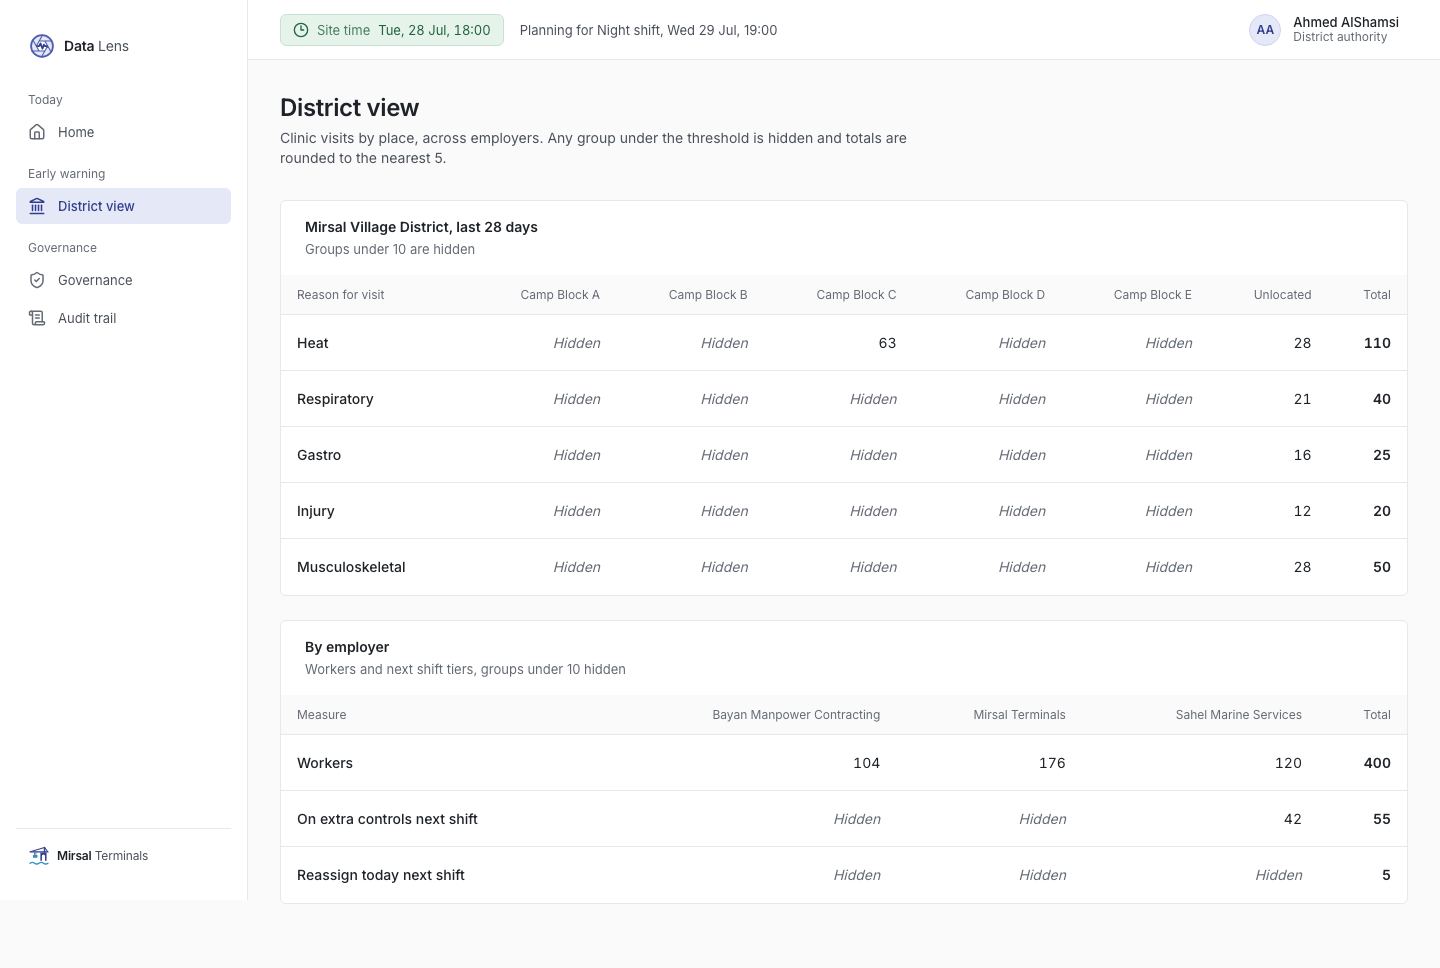 Data Lens
Today
Home
Early warning
District view
Governance
Governance
Audit trail
Mirsal Terminals
Site time Tue, 28 Jul, 18:00
Planning for Night shift, Wed 29 Jul, 19:00
AA
Ahmed AlShamsi
District authority
District view
Clinic visits by place, across employers. Any group under the threshold is hidden and totals are
rounded to the nearest 5.
Mirsal Village District, last 28 days
Groups under 10 are hidden
Reason for visit Camp Block A Camp Block B Camp Block C Camp Block D Camp Block E Unlocated Total
Heat Hidden Hidden 63 Hidden Hidden 28 110
Respiratory Hidden Hidden Hidden Hidden Hidden 21 40
Gastro Hidden Hidden Hidden Hidden Hidden 16 25
Injury Hidden Hidden Hidden Hidden Hidden 12 20
Musculoskeletal Hidden Hidden Hidden Hidden Hidden 28 50
By employer
Workers and next shift tiers, groups under 10 hidden
Measure Bayan Manpower Contracting Mirsal Terminals Sahel Marine Services Total
Workers 104 176 120 400
On extra controls next shift Hidden Hidden 42 55
Reassign today next shift Hidden Hidden Hidden 5